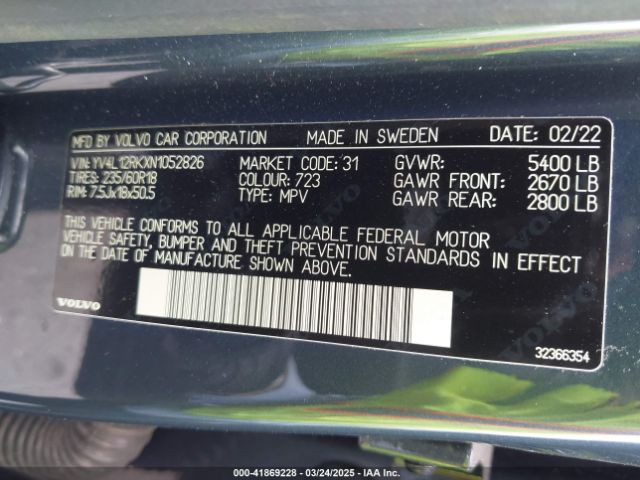 MFD BY VOLVO CAR CORPORATION MADE IN SWEDEN DATE: 02/22
VIN: YV4L12RKXN1052826 MARKET CODE: 31 GVWR: 5400 LB
TIRES: 235/60R18 COLOUR: 723 GAWR FRONT: 2670 LB
RIM: 7.5Jx18x50.5 TYPE: MPV GAWR REAR: 2800 LB
THIS VEHICLE CONFORMS TO ALL APPLICABLE FEDERAL MOTOR
VEHICLE SAFETY, BUMPER AND THEFT PREVENTION STANDARDS IN EFFECT
ON THE DATE OF MANUFACTURE SHOWN ABOVE.
VOLVO
32366354
000-41869228 - 03/24/2025 - IAA Inc.